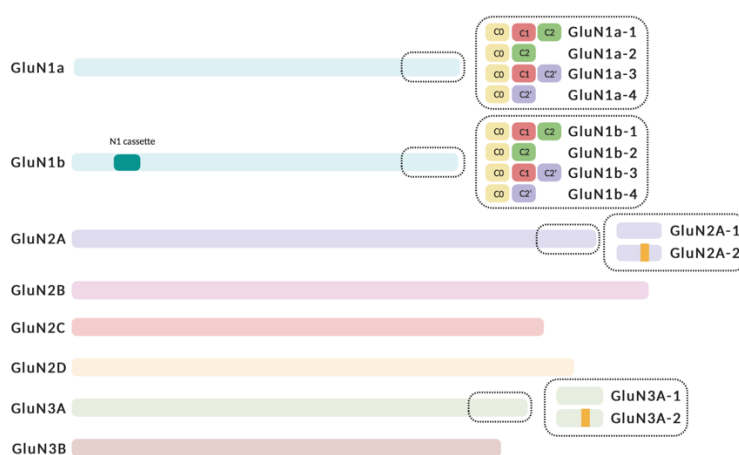 C0 C1 C2 GluN1a-1
C0 C2 GluN1a-2
GluN1a
C0 C1 C2' GluN1a-3
C0 C2' GluN1a-4
C0 C1 C2 GluN1b-1
N1 cassette
C0 C2 GluN1b-2
GluN1b
C0 C1 C2' GluN1b-3
C0 C2' GluN1b-4
GluN2A
GluN2A-1
GluN2A-2
GluN2B
GluN2C
GluN2D
GluN3A
GluN3A-1
GluN3A-2
GluN3B